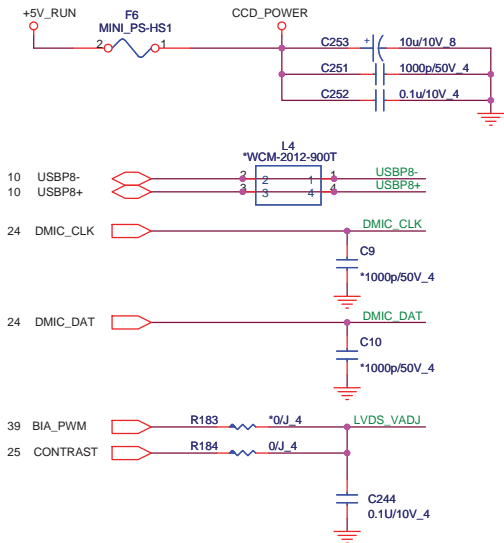 +5V_RUN F6 CCD_POWER
MINI_PS-HS1
2 1
C253 + 10u/10V_8
C251 1000p/50V_4
C252 0.1u/10V_4
L4
*WCM-2012-900T
10 USBP8- 2 2 1 1 USBP8-
10 USBP8+ 3 3 4 4 USBP8+
24 DMIC_CLK DMIC_CLK
C9
*1000p/50V_4
24 DMIC_DAT DMIC_DAT
C10
*1000p/50V_4
39 BIA_PWM R183 *0/J_4 LVDS_VADJ
25 CONTRAST R184 0/J_4
C244
0.1U/10V_4